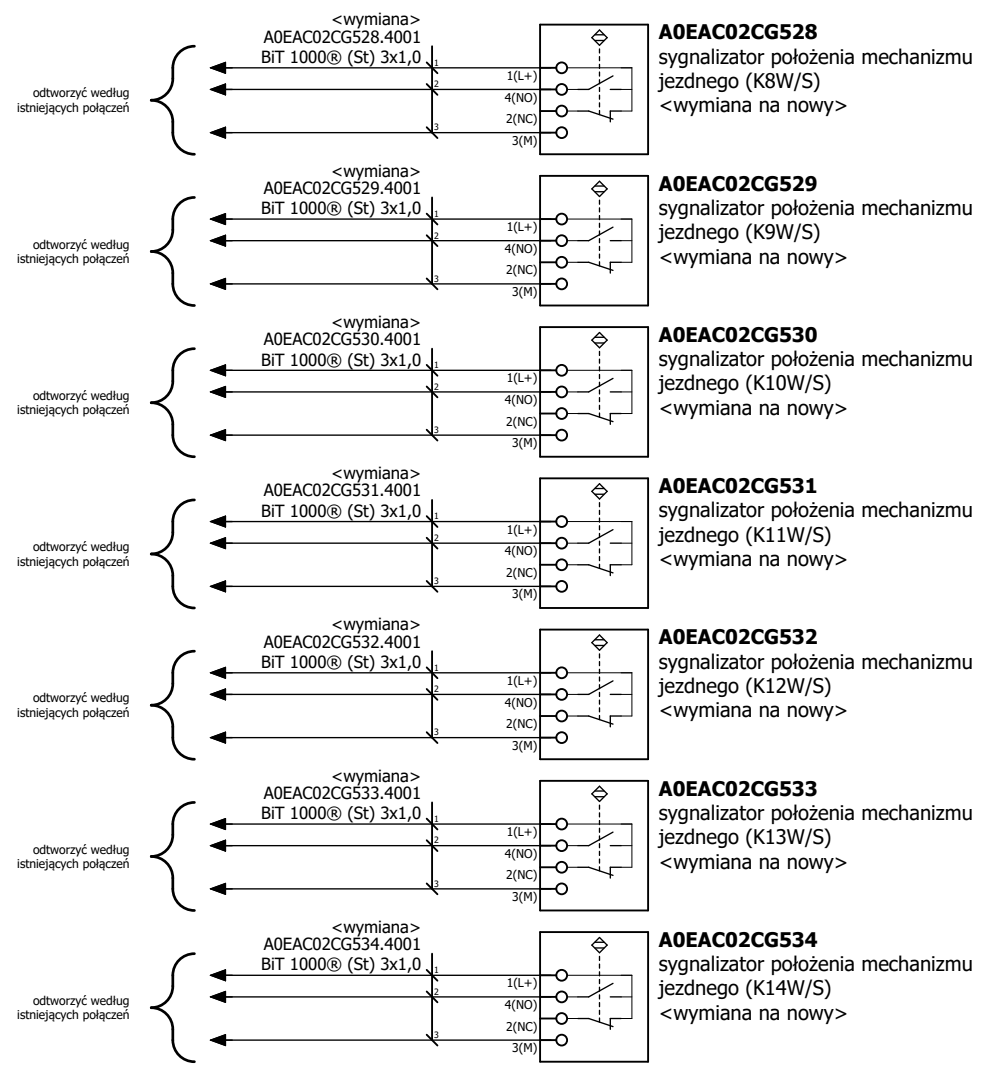 <wymiana>
A0EAC02CG528.4001
BiT 1000® (St) 3x1,0
odtworzyć według
istniejących połączeń
1
2
3
1(L+)
4(NO)
2(NC)
3(M)
A0EAC02CG528
sygnalizator położenia mechanizmu
jezdnego (K8W/S)
<wymiana na nowy>
<wymiana>
A0EAC02CG529.4001
BiT 1000® (St) 3x1,0
odtworzyć według
istniejących połączeń
1
2
3
1(L+)
4(NO)
2(NC)
3(M)
A0EAC02CG529
sygnalizator położenia mechanizmu
jezdnego (K9W/S)
<wymiana na nowy>
<wymiana>
A0EAC02CG530.4001
BiT 1000® (St) 3x1,0
odtworzyć według
istniejących połączeń
1
2
3
1(L+)
4(NO)
2(NC)
3(M)
A0EAC02CG530
sygnalizator położenia mechanizmu
jezdnego (K10W/S)
<wymiana na nowy>
<wymiana>
A0EAC02CG531.4001
BiT 1000® (St) 3x1,0
odtworzyć według
istniejących połączeń
1
2
3
1(L+)
4(NO)
2(NC)
3(M)
A0EAC02CG531
sygnalizator położenia mechanizmu
jezdnego (K11W/S)
<wymiana na nowy>
<wymiana>
A0EAC02CG532.4001
BiT 1000® (St) 3x1,0
odtworzyć według
istniejących połączeń
1
2
3
1(L+)
4(NO)
2(NC)
3(M)
A0EAC02CG532
sygnalizator położenia mechanizmu
jezdnego (K12W/S)
<wymiana na nowy>
<wymiana>
A0EAC02CG533.4001
BiT 1000® (St) 3x1,0
odtworzyć według
istniejących połączeń
1
2
3
1(L+)
4(NO)
2(NC)
3(M)
A0EAC02CG533
sygnalizator położenia mechanizmu
jezdnego (K13W/S)
<wymiana na nowy>
<wymiana>
A0EAC02CG534.4001
BiT 1000® (St) 3x1,0
odtworzyć według
istniejących połączeń
1
2
3
1(L+)
4(NO)
2(NC)
3(M)
A0EAC02CG534
sygnalizator położenia mechanizmu
jezdnego (K14W/S)
<wymiana na nowy>